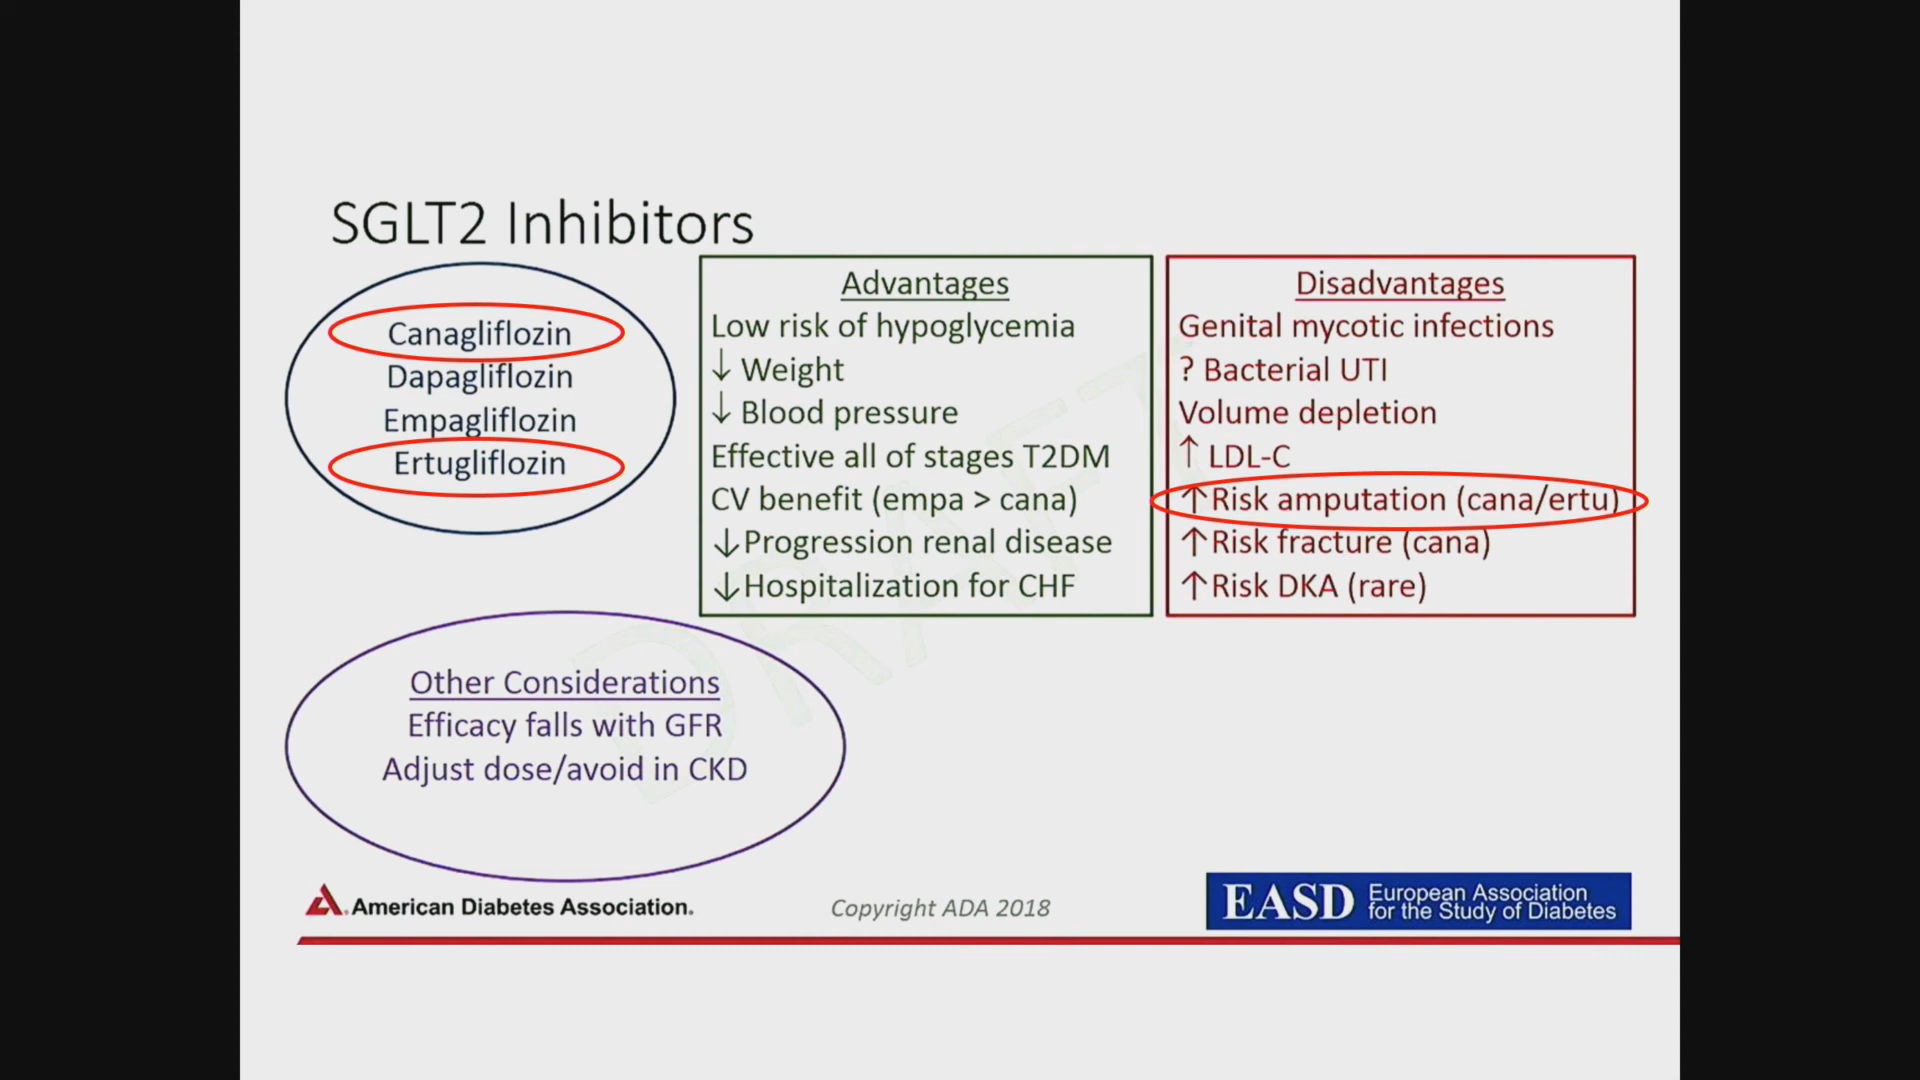 SGLT2 Inhibitors
Canagliflozin
Dapagliflozin
Empagliflozin
Ertugliflozin
Advantages
Low risk of hypoglycemia
↓ Weight
↓ Blood pressure
Effective all of stages T2DM
CV benefit (empa > cana)
↓Progression renal disease
↓Hospitalization for CHF
Disadvantages
Genital mycotic infections
? Bacterial UTI
Volume depletion
↑ LDL-C
↑Risk amputation (cana/ertu)
↑Risk fracture (cana)
↑Risk DKA (rare)
Other Considerations
Efficacy falls with GFR
Adjust dose/avoid in CKD
DRAFT
American Diabetes Association.
Copyright ADA 2018
EASD European Association
for the Study of Diabetes